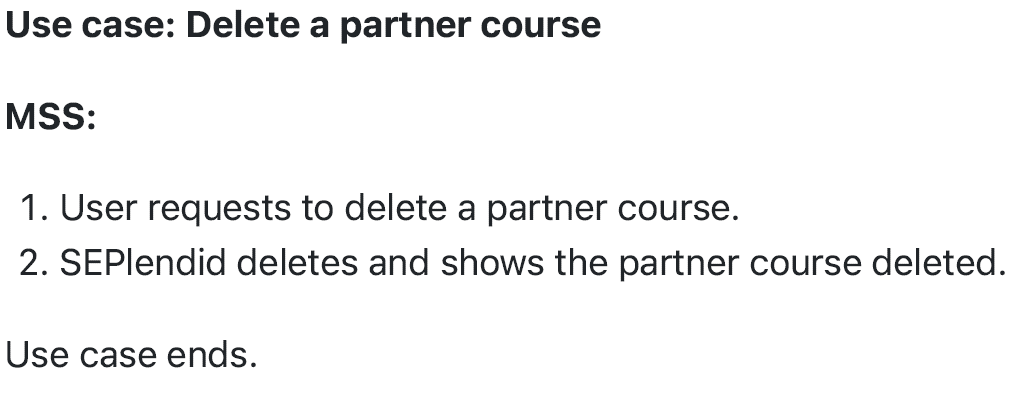 Use case: Delete a partner course
MSS:
1. User requests to delete a partner course.
2. SEPlendid deletes and shows the partner course deleted.
Use case ends.